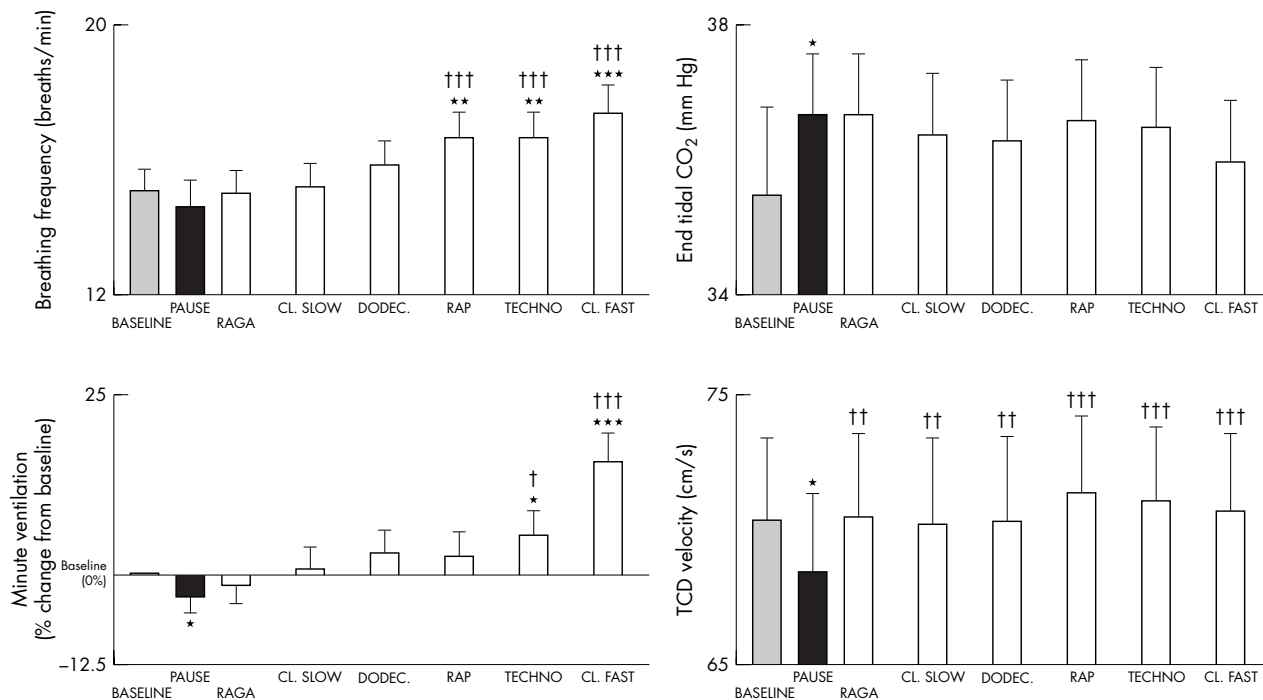 20
Breathing frequency (breaths/min)
12
†††
★★
†††
★★
†††
★★★
BASELINE PAUSE RAGA CL. SLOW DODEC. RAP TECHNO CL. FAST
38
End tidal CO₂ (mm Hg)
34
★
BASELINE PAUSE RAGA CL. SLOW DODEC. RAP TECHNO CL. FAST
25
Minute ventilation
(% change from baseline)
Baseline
(0%)
–12.5
★
†
★
†††
★★★
BASELINE PAUSE RAGA CL. SLOW DODEC. RAP TECHNO CL. FAST
75
TCD velocity (cm/s)
65
★
†† †† †† ††† ††† †††
BASELINE PAUSE RAGA CL. SLOW DODEC. RAP TECHNO CL. FAST